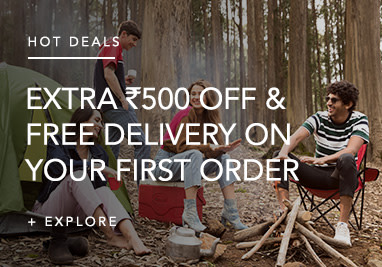 HOT DEALS
EXTRA ₹500 OFF &
FREE DELIVERY ON
YOUR FIRST ORDER
+ EXPLORE